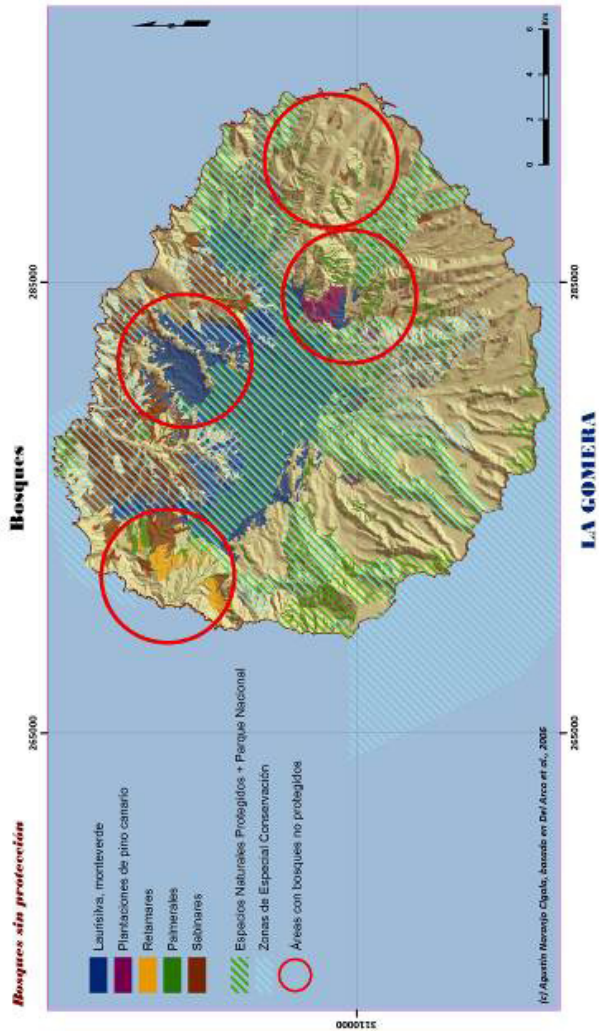 Bosques sin protección
Bosques
265000
285000
Laurisilva, monteverde
Plantaciones de pino canario
Retamares
Palmerales
Sabinares
Espacios Naturales Protegidos + Parque Nacional
Zonas de Especial Conservación
Áreas con bosques no protegidos
3110000
0 2 4 6
Km
(c) Agustín Naranjo Cigala, basado en Del Arco et al., 2006
265000
285000
LA GOMERA